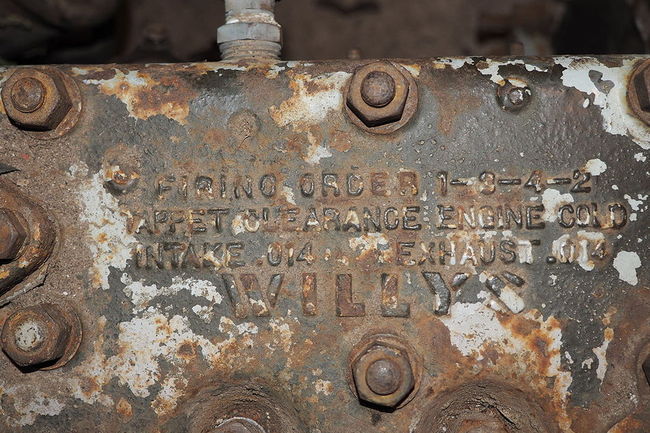 FIRING ORDER 1-3-4-2
TAPPET CLEARANCE ENGINE COLD
INTAKE .014 EXHAUST .014
WILLYS